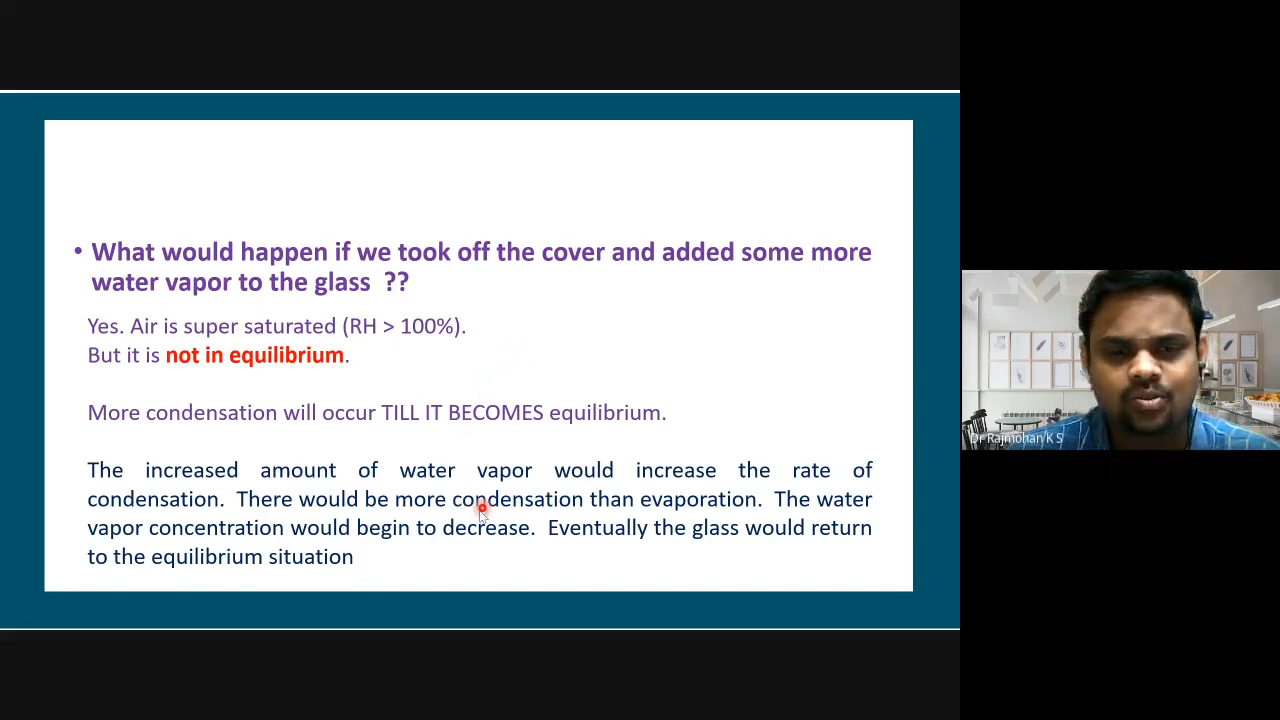 • What would happen if we took off the cover and added some more
water vapor to the glass ??
Yes. Air is super saturated (RH > 100%).
But it is not in equilibrium.
More condensation will occur TILL IT BECOMES equilibrium.
The increased amount of water vapor would increase the rate of
condensation. There would be more condensation than evaporation. The water
vapor concentration would begin to decrease. Eventually the glass would return
to the equilibrium situation
Dr Rajmohan K S